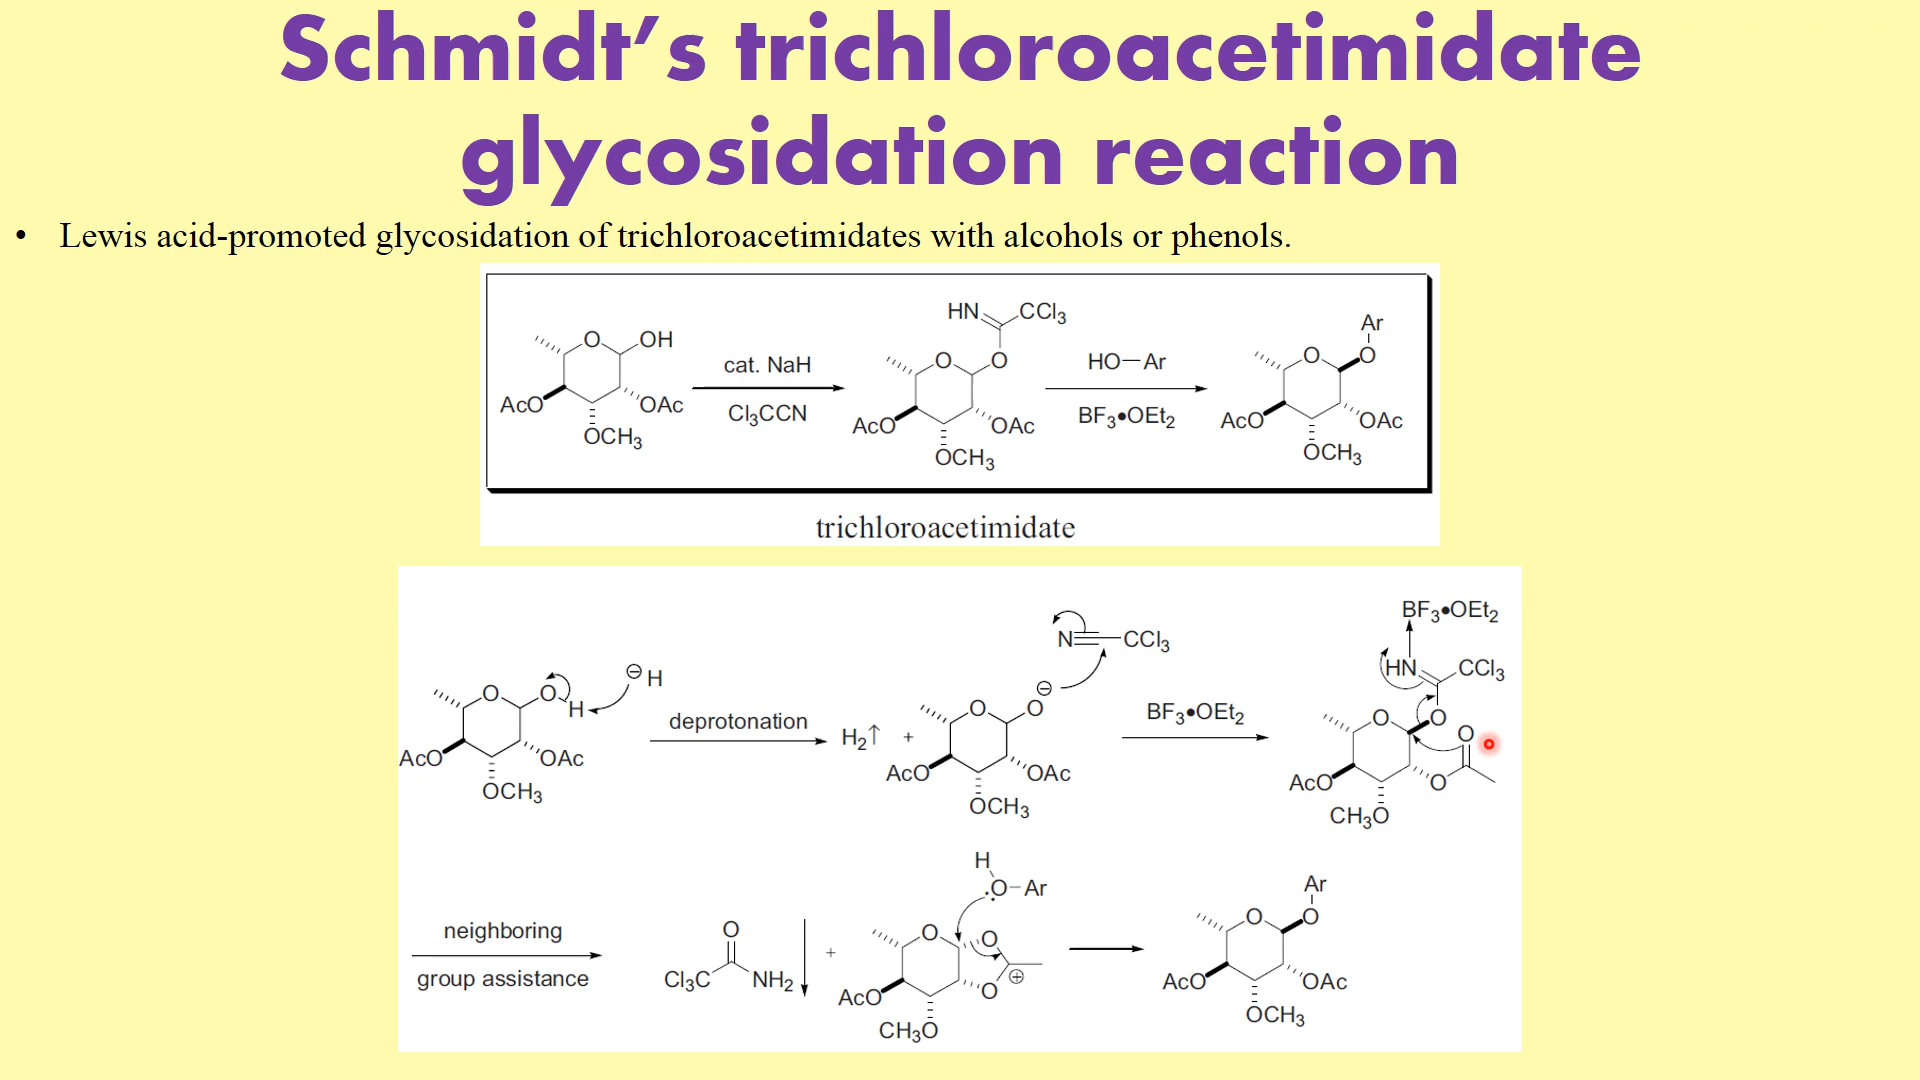 Schmidt’s trichloroacetimidate
glycosidation reaction
• Lewis acid-promoted glycosidation of trichloroacetimidates with alcohols or phenols.
O OH
AcO OAc
OCH₃
cat. NaH
Cl₃CCN
HN CCl₃
O O
AcO OAc
OCH₃
HO—Ar
BF₃•OEt₂
Ar
O O
AcO OAc
OCH₃
trichloroacetimidate
O O H
⊖ H
AcO OAc
OCH₃
deprotonation
H₂↑ +
N CCl₃
O O ⊖
AcO OAc
OCH₃
BF₃•OEt₂
BF₃•OEt₂
HN CCl₃
O O O
AcO O
CH₃O
neighboring
group assistance
O
Cl₃C NH₂
+
H
:O–Ar
O O
⊕
AcO O
CH₃O
Ar
O O
AcO OAc
OCH₃